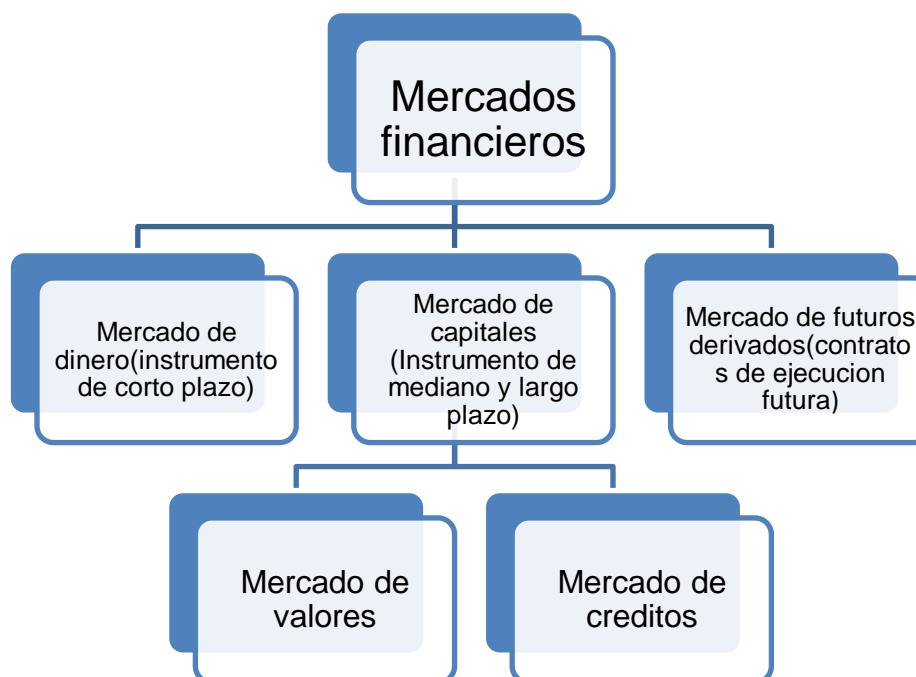 Mercados
financieros
Mercado de
dinero(instrumento
de corto plazo)
Mercado de
capitales
(Instrumento de
mediano y largo
plazo)
Mercado de futuros
derivados(contrato
s de ejecucion
futura)
Mercado de
valores
Mercado de
creditos